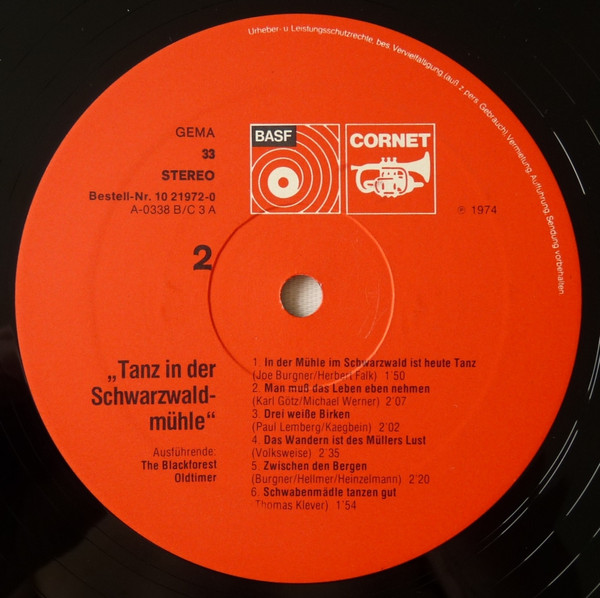 Urheber- u Leistungsschutzrechte, bes. Vervielfältigung (auß z pers. Gebrauch), Vermietung, Aufführung, Sendung vorbehalten.
GEMA
33
STEREO
Bestell-Nr. 10 21972-0
A-0338 B/C 3 A
BASF
CORNET
℗ 1974
2
„Tanz in der
Schwarzwald-
mühle“
Ausführende:
The Blackforest
Oldtimer
1. In der Mühle im Schwarzwald ist heute Tanz
(Joe Burgner/Herbert Falk) 1'50
2. Man muß das Leben eben nehmen
(Karl Götz/Michael Werner) 2'07
3. Drei weiße Birken
(Paul Lemberg/Kaegbein) 2'02
4. Das Wandern ist des Müllers Lust
(Volksweise) 2'35
5. Zwischen den Bergen
(Burgner/Hellmer/Heinzelmann) 2'20
6. Schwabenmädle tanzen gut
(Thomas Klever) 1'54